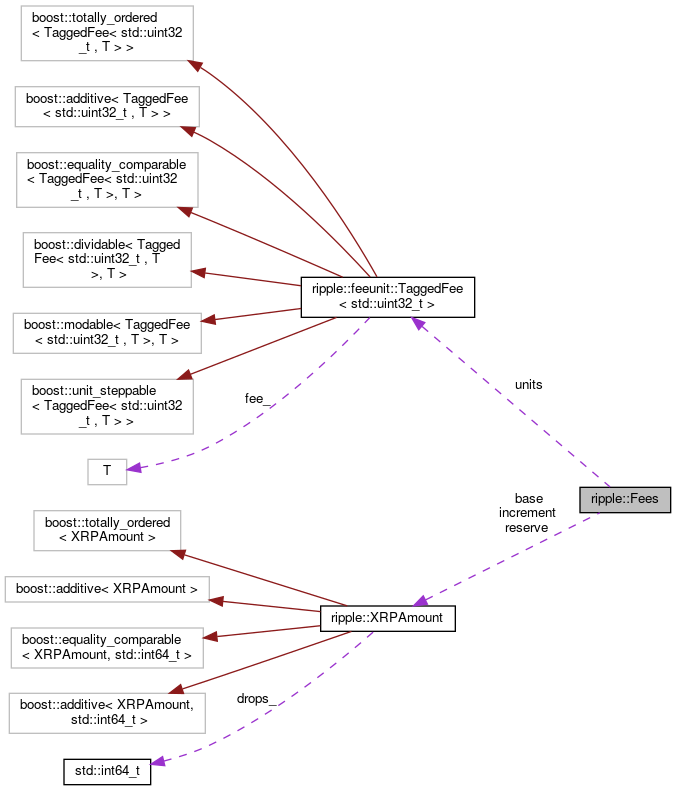 boost::totally_ordered
< TaggedFee< std::uint32
_t , T > >
boost::additive< TaggedFee
< std::uint32_t , T > >
boost::equality_comparable
< TaggedFee< std::uint32
_t , T >, T >
boost::dividable< Tagged
Fee< std::uint32_t , T
>, T >
ripple::feeunit::TaggedFee
< std::uint32_t >
boost::modable< TaggedFee
< std::uint32_t , T >, T >
boost::unit_steppable
< TaggedFee< std::uint32
_t , T > >
units
fee_
T
ripple::Fees
base
increment
reserve
boost::totally_ordered
< XRPAmount >
boost::additive< XRPAmount >
ripple::XRPAmount
boost::equality_comparable
< XRPAmount, std::int64_t >
boost::additive< XRPAmount,
std::int64_t >
drops_
std::int64_t